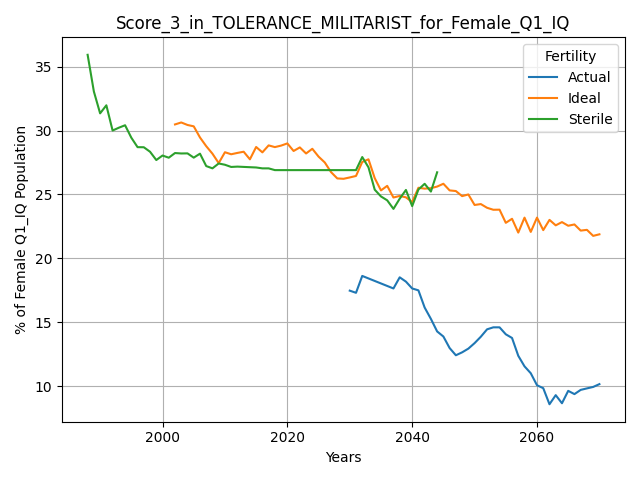 Score_3_in_TOLERANCE_MILITARIST_for_Female_Q1_IQ
Fertility
Actual
Ideal
Sterile
% of Female Q1_IQ Population
35
30
25
20
15
10
2000
2020
2040
2060
Years